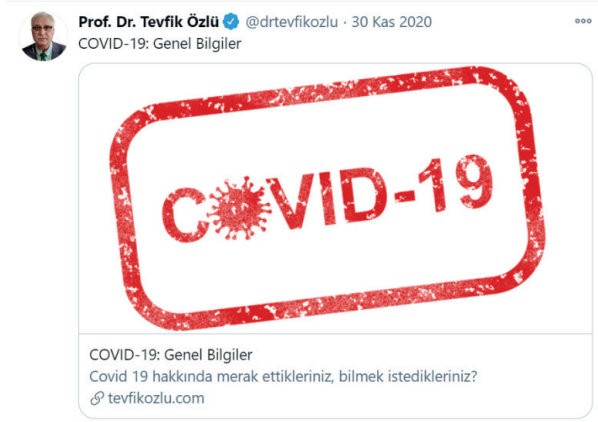 Prof. Dr. Tevfik Özlü @drtevfikozlu · 30 Kas 2020
COVID-19: Genel Bilgiler
COVID-19
COVID-19: Genel Bilgiler
Covid 19 hakkında merak ettikleriniz, bilmek istedikleriniz?
tevfikozlu.com